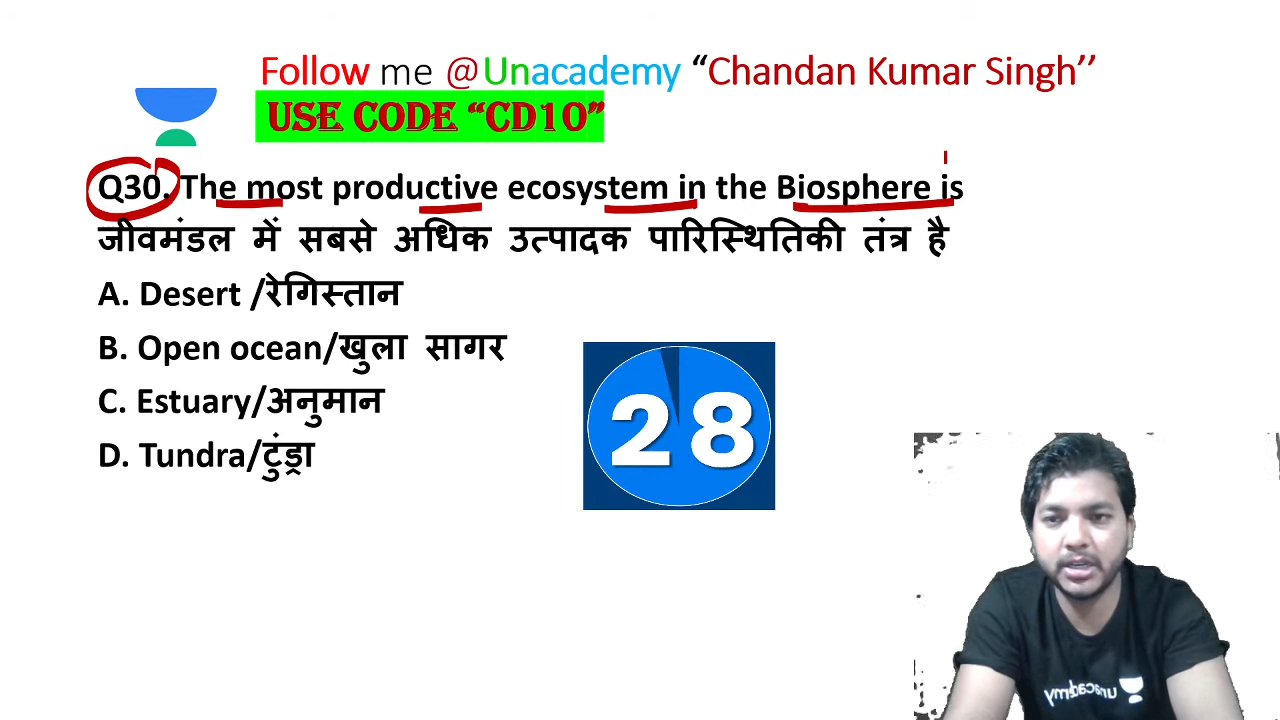 Follow me @Unacademy “Chandan Kumar Singh’’
USE CODE “CD10”
Q30. The most productive ecosystem in the Biosphere is
जीवमंडल में सबसे अधिक उत्पादक पारिस्थितिकी तंत्र है
A. Desert /रेगिस्तान
B. Open ocean/खुला सागर
C. Estuary/अनुमान
D. Tundra/टुंड्रा
28
unacademy